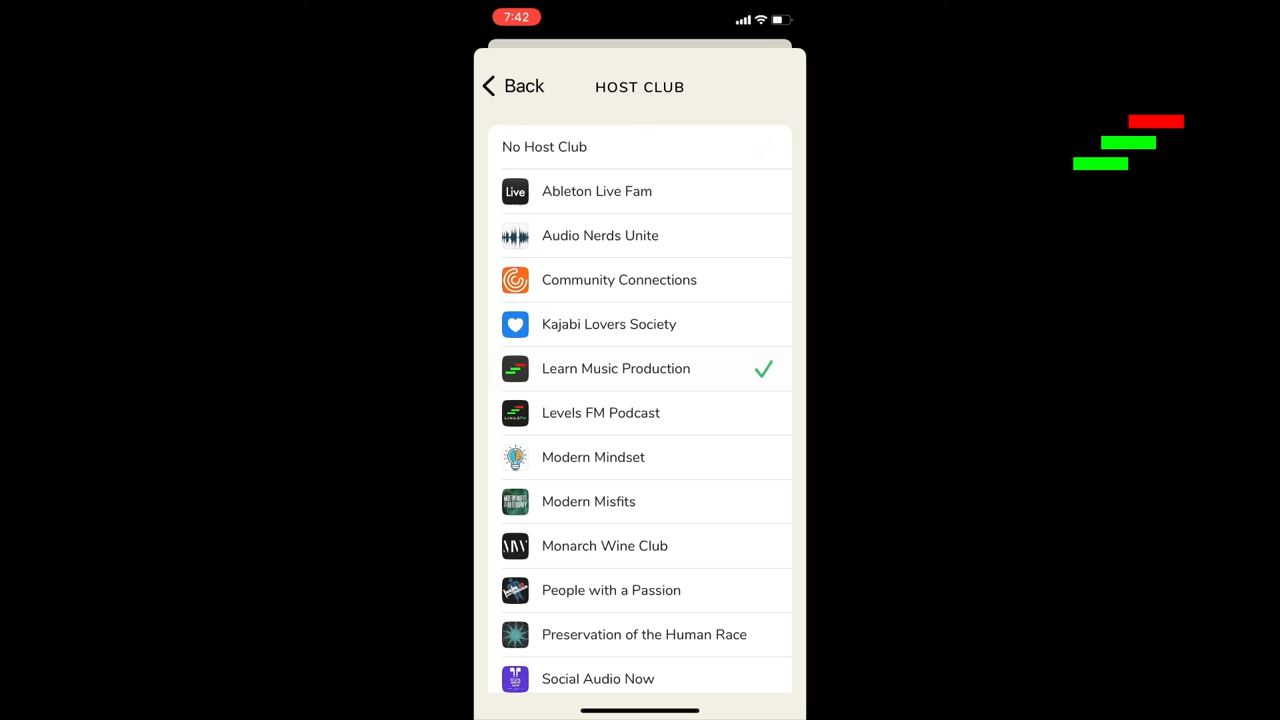 7:42
Back
HOST CLUB
No Host Club
Live
Ableton Live Fam
Audio Nerds Unite
Community Connections
Kajabi Lovers Society
Learn Music Production
Levels FM Podcast
Modern Mindset
Modern Misfits
Monarch Wine Club
People with a Passion
Preservation of the Human Race
Social Audio Now